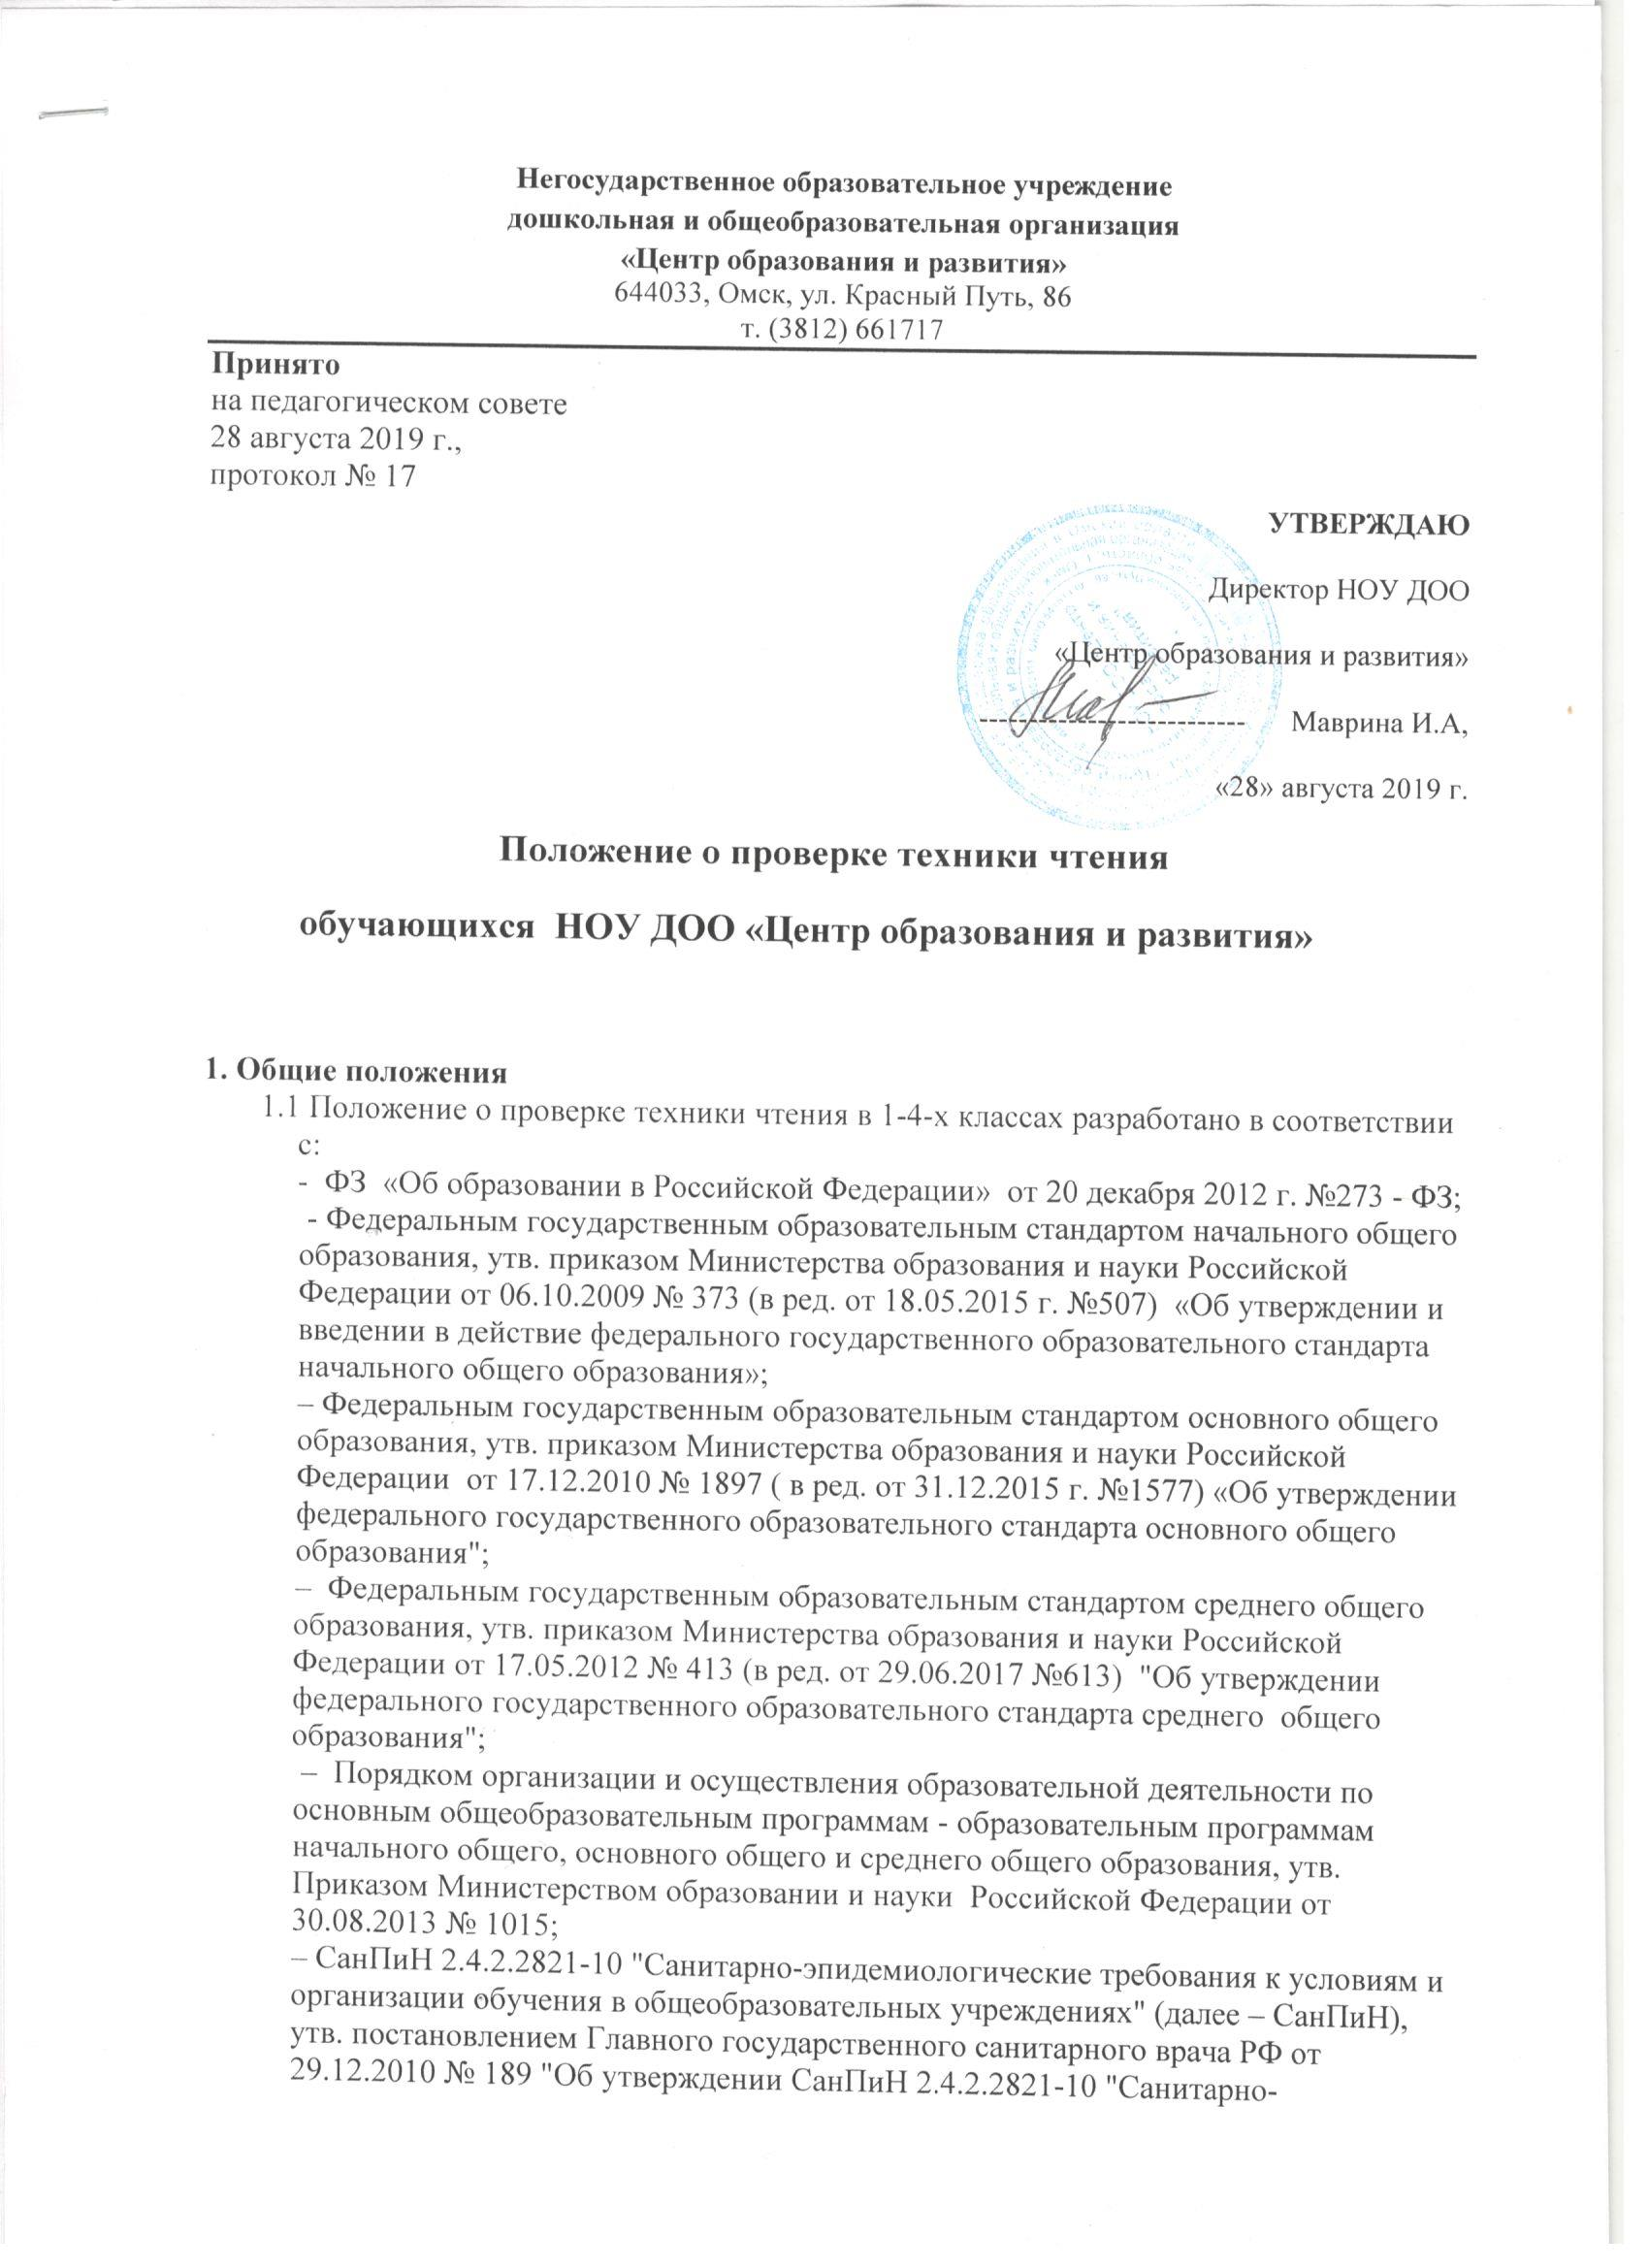 Негосударственное образовательное учреждение
дошкольная и общеобразовательная организация
«Центр образования и развития»
644033, Омск, ул. Красный Путь, 86
т. (3812) 661717
Принято
на педагогическом совете
28 августа 2019 г.,
протокол № 17
УТВЕРЖДАЮ
Директор НОУ ДОО
«Центр образования и развития»
--------------------------- Маврина И.А,
«28» августа 2019 г.
Положение о проверке техники чтения
обучающихся НОУ ДОО «Центр образования и развития»
1. Общие положения
1.1 Положение о проверке техники чтения в 1-4-х классах разработано в соответствии
с:
- ФЗ «Об образовании в Российской Федерации» от 20 декабря 2012 г. №273 - ФЗ;
- Федеральным государственным образовательным стандартом начального общего
образования, утв. приказом Министерства образования и науки Российской
Федерации от 06.10.2009 № 373 (в ред. от 18.05.2015 г. №507) «Об утверждении и
введении в действие федерального государственного образовательного стандарта
начального общего образования»;
– Федеральным государственным образовательным стандартом основного общего
образования, утв. приказом Министерства образования и науки Российской
Федерации от 17.12.2010 № 1897 ( в ред. от 31.12.2015 г. №1577) «Об утверждении
федерального государственного образовательного стандарта основного общего
образования";
– Федеральным государственным образовательным стандартом среднего общего
образования, утв. приказом Министерства образования и науки Российской
Федерации от 17.05.2012 № 413 (в ред. от 29.06.2017 №613) "Об утверждении
федерального государственного образовательного стандарта среднего общего
образования";
– Порядком организации и осуществления образовательной деятельности по
основным общеобразовательным программам - образовательным программам
начального общего, основного общего и среднего общего образования, утв.
Приказом Министерством образовании и науки Российской Федерации от
30.08.2013 № 1015;
– СанПиН 2.4.2.2821-10 "Санитарно-эпидемиологические требования к условиям и
организации обучения в общеобразовательных учреждениях" (далее – СанПиН),
утв. постановлением Главного государственного санитарного врача РФ от
29.12.2010 № 189 "Об утверждении СанПиН 2.4.2.2821-10 "Санитарно-